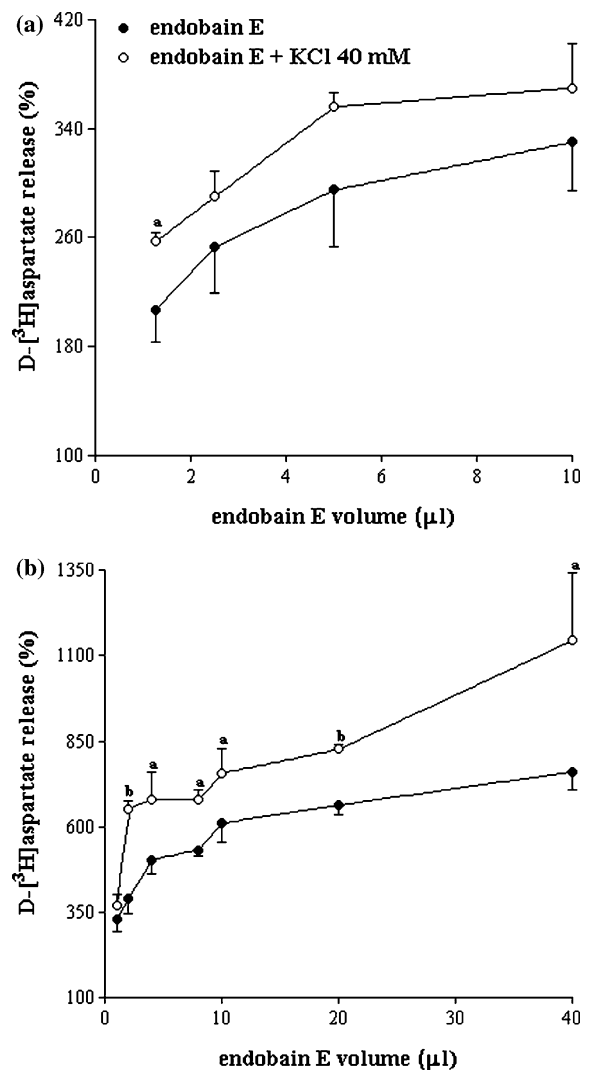 (a)
endobain E
endobain E + KCl 40 mM
D-[³H]aspartate release (%)
420
340
260
180
100
a
0 2 4 6 8 10
endobain E volume (µl)
(b)
D-[³H]aspartate release (%)
1350
1100
850
600
350
100
b a a a b a
0 10 20 30 40
endobain E volume (µl)